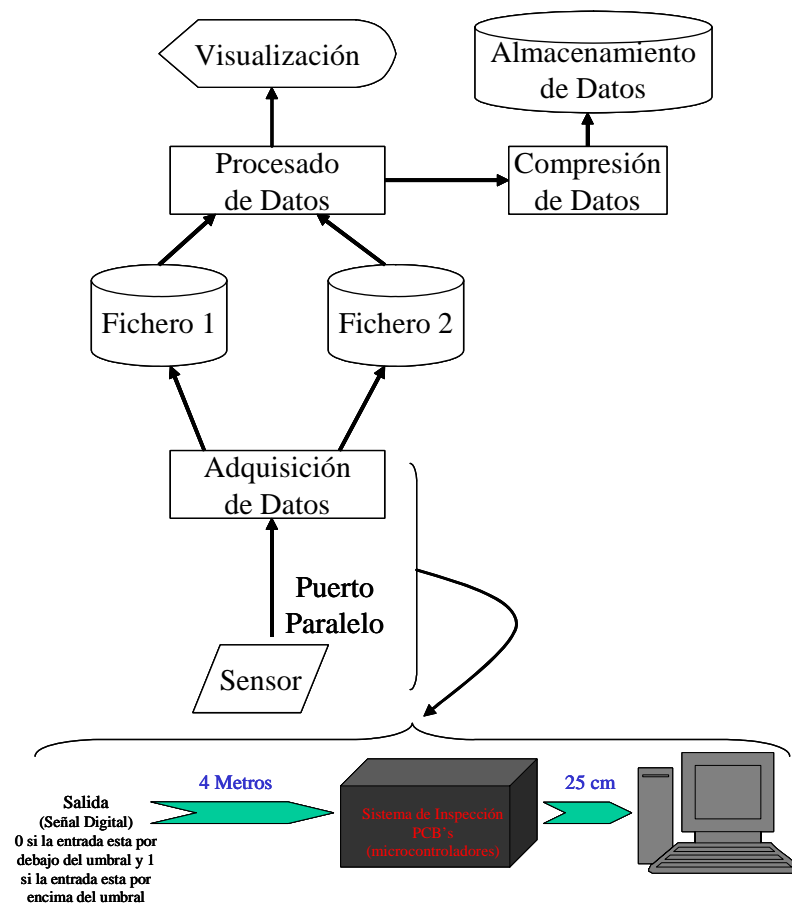 Visualización
Almacenamiento
de Datos
Procesado
de Datos
Compresión
de Datos
Fichero 1
Fichero 2
Adquisición
de Datos
Puerto
Paralelo
Sensor
4 Metros
25 cm
Salida
(Señal Digital)
0 si la entrada esta por
debajo del umbral y 1
si la entrada esta por
encima del umbral
Sistema de Inspección
PCB's
(microcontroladores)